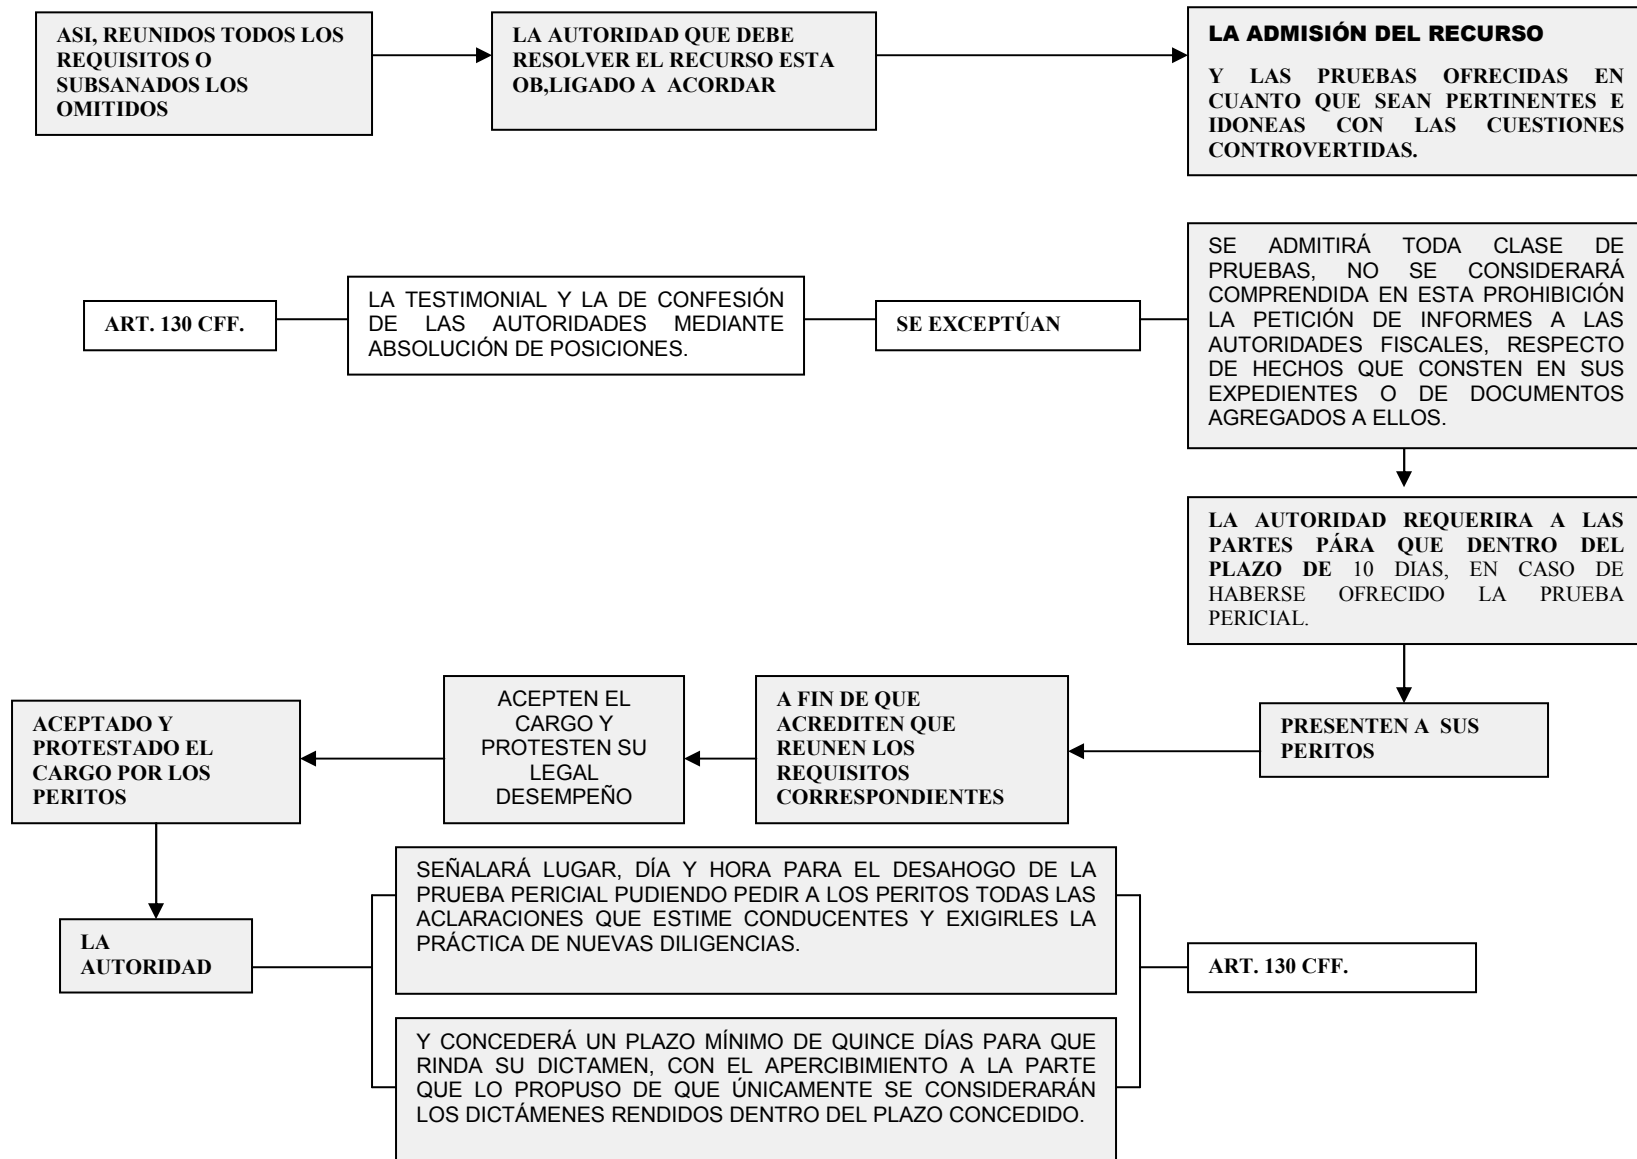 ASI, REUNIDOS TODOS LOS
REQUISITOS O
SUBSANADOS LOS
OMITIDOS
LA AUTORIDAD QUE DEBE
RESOLVER EL RECURSO ESTA
OB,LIGADO A ACORDAR
LA ADMISIÓN DEL RECURSO
Y LAS PRUEBAS OFRECIDAS EN
CUANTO QUE SEAN PERTINENTES E
IDONEAS CON LAS CUESTIONES
CONTROVERTIDAS.
SE ADMITIRÁ TODA CLASE DE
PRUEBAS, NO SE CONSIDERARÁ
COMPRENDIDA EN ESTA PROHIBICIÓN
LA PETICIÓN DE INFORMES A LAS
AUTORIDADES FISCALES, RESPECTO
DE HECHOS QUE CONSTEN EN SUS
EXPEDIENTES O DE DOCUMENTOS
AGREGADOS A ELLOS.
SE EXCEPTÚAN
LA TESTIMONIAL Y LA DE CONFESIÓN
DE LAS AUTORIDADES MEDIANTE
ABSOLUCIÓN DE POSICIONES.
ART. 130 CFF.
LA AUTORIDAD REQUERIRA A LAS
PARTES PÁRA QUE DENTRO DEL
PLAZO DE 10 DIAS, EN CASO DE
HABERSE OFRECIDO LA PRUEBA
PERICIAL.
PRESENTEN A SUS
PERITOS
A FIN DE QUE
ACREDITEN QUE
REUNEN LOS
REQUISITOS
CORRESPONDIENTES
ACEPTEN EL
CARGO Y
PROTESTEN SU
LEGAL
DESEMPEÑO
ACEPTADO Y
PROTESTADO EL
CARGO POR LOS
PERITOS
LA
AUTORIDAD
SEÑALARÁ LUGAR, DÍA Y HORA PARA EL DESAHOGO DE LA
PRUEBA PERICIAL PUDIENDO PEDIR A LOS PERITOS TODAS LAS
ACLARACIONES QUE ESTIME CONDUCENTES Y EXIGIRLES LA
PRÁCTICA DE NUEVAS DILIGENCIAS.
Y CONCEDERÁ UN PLAZO MÍNIMO DE QUINCE DÍAS PARA QUE
RINDA SU DICTAMEN, CON EL APERCIBIMIENTO A LA PARTE
QUE LO PROPUSO DE QUE ÚNICAMENTE SE CONSIDERARÁN
LOS DICTÁMENES RENDIDOS DENTRO DEL PLAZO CONCEDIDO.
ART. 130 CFF.